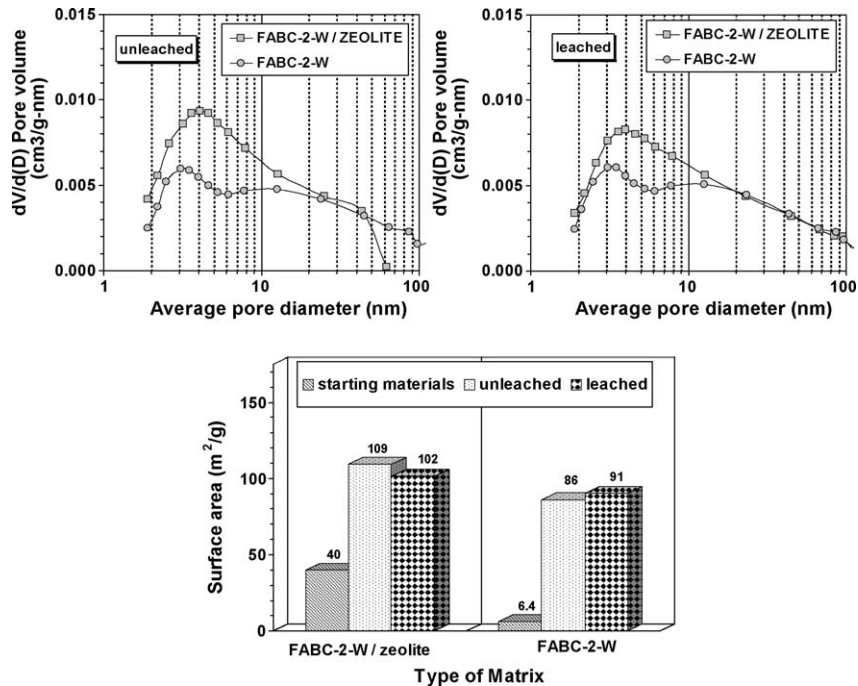 unleached
FABC-2-W / ZEOLITE
FABC-2-W
dV/d(D) Pore volume
(cm3/g-nm)
0.015
0.010
0.005
0.000
1
10
100
Average pore diameter (nm)
leached
FABC-2-W / ZEOLITE
FABC-2-W
dV/d(D) Pore volume
(cm3/g-nm)
0.015
0.010
0.005
0.000
1
10
100
Average pore diameter (nm)
starting materials
unleached
leached
Surface area (m²/g)
150
100
50
0
40
109
102
6.4
86
91
FABC-2-W / zeolite
FABC-2-W
Type of Matrix